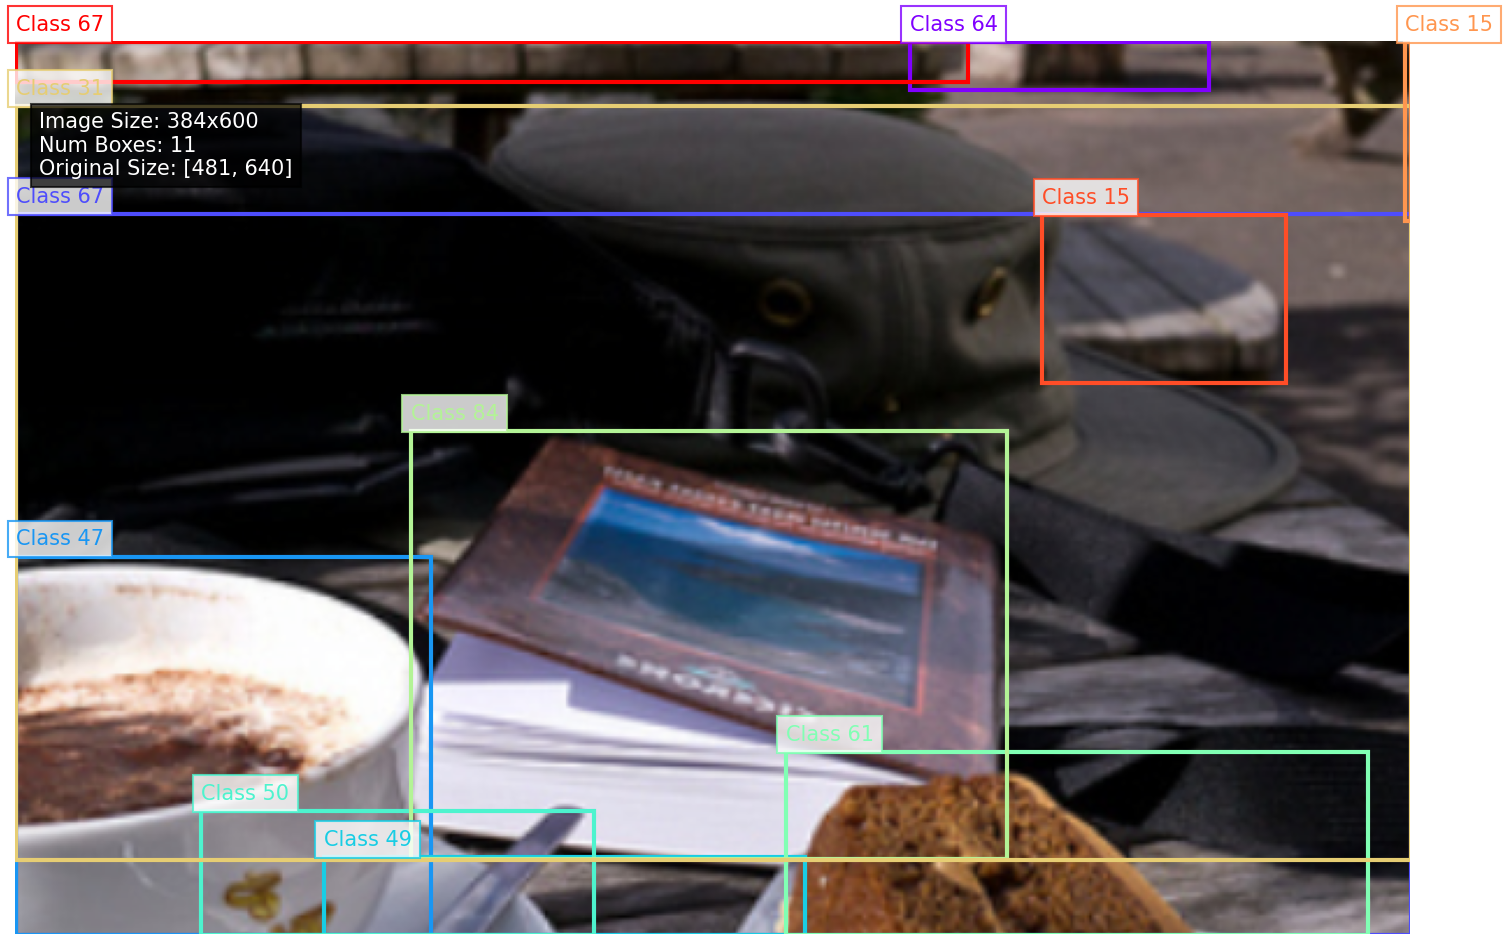 Class 67
Class 64
Class 15
Class 31
Image Size: 384x600
Num Boxes: 11
Original Size: [481, 640]
Class 67
Class 15
Class 84
Class 47
Class 61
Class 50
Class 49